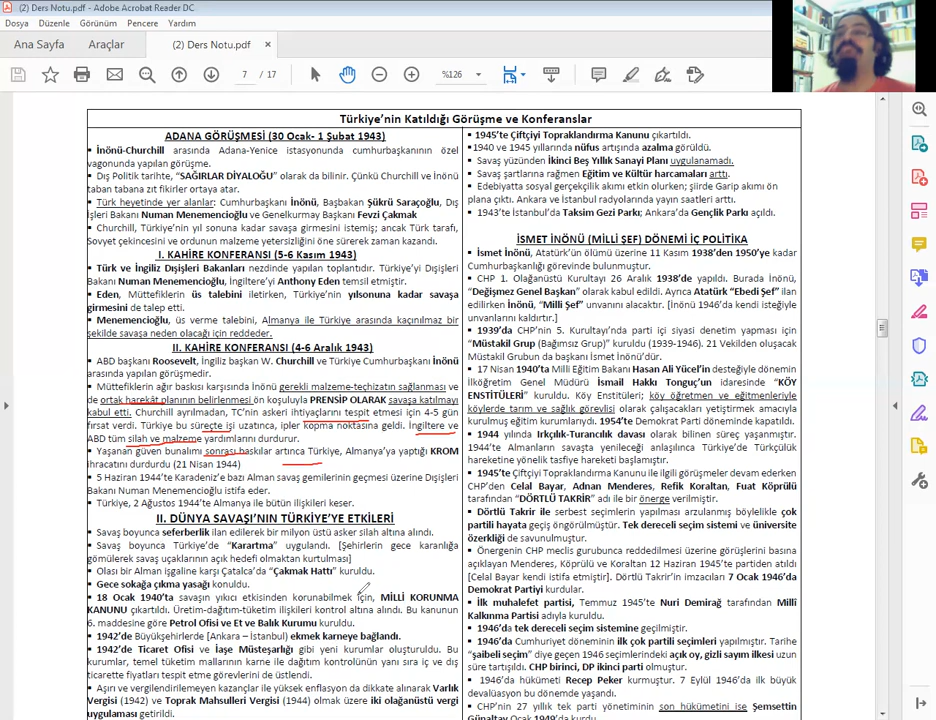 (2) Ders Notu.pdf - Adobe Acrobat Reader DC
Dosya Düzenle Görünüm Pencere Yardım
Ana Sayfa Araçlar (2) Ders Notu.pdf ×
7 / 17 %126
Türkiye'nin Katıldığı Görüşme ve Konferanslar
ADANA GÖRÜŞMESİ (30 Ocak- 1 Şubat 1943)
▪ İnönü-Churchill arasında Adana-Yenice istasyonunda cumhurbaşkanının özel
vagonunda yapılan görüşme.
▪ Dış Politik tarihte, “SAĞIRLAR DİYALOĞU” olarak da bilinir. Çünkü Churchill ve İnönü
taban tabana zıt fikirler ortaya atar.
▪ Türk heyetinde yer alanlar: Cumhurbaşkanı İnönü, Başbakan Şükrü Saraçoğlu, Dış
İşleri Bakanı Numan Menemencioğlu ve Genelkurmay Başkanı Fevzi Çakmak
▪ Churchill, Türkiye'nin yıl sonuna kadar savaşa girmesini istemiş; ancak Türk tarafı,
Sovyet çekincesini ve ordunun malzeme yetersizliğini öne sürerek zaman kazandı.
I. KAHİRE KONFERANSI (5-6 Kasım 1943)
▪ Türk ve İngiliz Dışişleri Bakanları nezdinde yapılan toplantıdır. Türkiye'yi Dışişleri
Bakanı Numan Menemencioğlu, İngiltere'yi Anthony Eden temsil etmiştir.
▪ Eden, Müttefiklerin üs talebini iletirken, Türkiye'nin yılsonuna kadar savaşa
girmesini de talep etti.
▪ Menemencioğlu, üs verme talebini, Almanya ile Türkiye arasında kaçınılmaz bir
şekilde savaşa neden olacağı için reddeder.
II. KAHİRE KONFERANSI (4-6 Aralık 1943)
▪ ABD başkanı Roosevelt, İngiliz başkan W. Churchill ve Türkiye Cumhurbaşkanı İnönü
arasında yapılan görüşmedir.
▪ Müttefiklerin ağır baskısı karşısında İnönü gerekli malzeme-teçhizatın sağlanması ve
de ortak harekât planının belirlenmesi ön koşuluyla PRENSİP OLARAK savaşa katılmayı
kabul etti. Churchill ayrılmadan, TC'nin askeri ihtiyaçlarını tespit etmesi için 4-5 gün
fırsat verdi. Türkiye bu süreçte işi uzatınca, ipler kopma noktasına geldi. İngiltere ve
ABD tüm silah ve malzeme yardımlarını durdurur.
▪ Yaşanan güven bunalımı sonrası baskılar artınca Türkiye, Almanya'ya yaptığı KROM
ihracatını durdurdu (21 Nisan 1944)
▪ 5 Haziran 1944'te Karadeniz'e bazı Alman savaş gemilerinin geçmesi üzerine Dışişleri
Bakanı Numan Menemencioğlu istifa eder.
▪ Türkiye, 2 Ağustos 1944'te Almanya ile bütün ilişkileri keser.
II. DÜNYA SAVAŞI'NIN TÜRKİYE'YE ETKİLERİ
▪ Savaş boyunca seferberlik ilan edilerek bir milyon üstü asker silah altına alındı.
▪ Savaş boyunca Türkiye'de “Karartma” uygulandı. [Şehirlerin gece karanlığa
gömülerek savaş uçaklarının açık hedefi olmaktan kurtulması]
▪ Olası bir Alman işgaline karşı Çatalca'da “Çakmak Hattı” kuruldu.
▪ Gece sokağa çıkma yasağı konuldu.
▪ 18 Ocak 1940'ta savaşın yıkıcı etkisinden korunabilmek için, MİLLİ KORUNMA
KANUNU çıkartıldı. Üretim-dağıtım-tüketim ilişkileri kontrol altına alındı. Bu kanunun
6. maddesine göre Petrol Ofisi ve Et ve Balık Kurumu kuruldu.
▪ 1942'de Büyükşehirlerde [Ankara – İstanbul) ekmek karneye bağlandı.
▪ 1942'de Ticaret Ofisi ve İaşe Müsteşarlığı gibi yeni kurumlar oluşturuldu. Bu
kurumlar, temel tüketim mallarının karne ile dağıtım kontrolünün yanı sıra iç ve dış
ticarette fiyatları tespit etme görevlerini de üstlendi.
▪ Aşırı ve vergilendirilemeyen kazançlar ile yüksek enflasyon da dikkate alınarak Varlık
Vergisi (1942) ve Toprak Mahsulleri Vergisi (1944) olmak üzere iki olağanüstü vergi
uygulaması getirildi.
▪ 1945'te Çiftçiyi Topraklandırma Kanunu çıkartıldı.
▪ 1940 ve 1945 yıllarında nüfus artışında azalma görüldü.
▪ Savaş yüzünden İkinci Beş Yıllık Sanayi Planı uygulanamadı.
▪ Savaş şartlarına rağmen Eğitim ve Kültür harcamaları arttı.
▪ Edebiyatta sosyal gerçekçilik akımı etkin olurken; şiirde Garip akımı ön
plana çıktı. Ankara ve İstanbul radyolarında yayın saatleri arttı.
▪ 1943'te İstanbul'da Taksim Gezi Parkı; Ankara'da Gençlik Parkı açıldı.
İSMET İNÖNÜ (MİLLİ ŞEF) DÖNEMİ İÇ POLİTİKA
▪ İsmet İnönü, Atatürk'ün ölümü üzerine 11 Kasım 1938'den 1950'ye kadar
Cumhurbaşkanlığı görevinde bulunmuştur.
▪ CHP 1. Olağanüstü Kurultayı 26 Aralık 1938'de yapıldı. Burada İnönü,
“Değişmez Genel Başkan” olarak kabul edildi. Ayrıca Atatürk “Ebedi Şef” ilan
edilirken İnönü, “Milli Şef” unvanını alacaktır. [İnönü 1946'da kendi isteğiyle
unvanlarını kaldırtır.]
▪ 1939'da CHP'nin 5. Kurultayı'nda parti içi siyasi denetim yapması için
“Müstakil Grup (Bağımsız Grup)” kuruldu (1939-1946). 21 Vekilden oluşacak
Müstakil Grubun da başkanı İsmet İnönü'dür.
▪ 17 Nisan 1940'ta Milli Eğitim Bakanı Hasan Ali Yücel'in desteğiyle dönemin
İlköğretim Genel Müdürü İsmail Hakkı Tonguç'un idaresinde “KÖY
ENSTİTÜLERİ” kuruldu. Köy Enstitüleri; köy öğretmen ve eğitmenleriyle
köylerde tarım ve sağlık görevlisi olarak çalışacakları yetiştirmek amacıyla
kurulmuş eğitim kurumlarıydı. 1954'te Demokrat Parti döneminde kapatıldı.
▪ 1944 yılında Irkçılık-Turancılık davası olarak bilinen süreç yaşanmıştır.
1944'te Almanların savaşta yenileceği anlaşılınca Türkiye'de Türkçülük
hareketine yönelik tasfiye hareketi başlamıştır.
▪ 1945'te Çiftçiyi Topraklandırma Kanunu ile ilgili görüşmeler devam ederken
CHP'den Celal Bayar, Adnan Menderes, Refik Koraltan, Fuat Köprülü
tarafından “DÖRTLÜ TAKRİR” adı ile bir önerge verilmiştir.
▪ Dörtlü Takrir ile serbest seçimlerin yapılması arzulanmış böylelikle çok
partili hayata geçiş öngörülmüştür. Tek dereceli seçim sistemi ve üniversite
özerkliği de savunulmuştur.
▪ Önergenin CHP meclis gurubunca reddedilmesi üzerine görüşlerini basına
açıklayan Menderes, Köprülü ve Koraltan 12 Haziran 1945'te partiden atıldı
[Celal Bayar kendi istifa etmiştir]. Dörtlü Takrir'in imzacıları 7 Ocak 1946'da
Demokrat Partiyi kurdular.
▪ İlk muhalefet partisi, Temmuz 1945'te Nuri Demirağ tarafından Millî
Kalkınma Partisi adıyla kuruldu.
▪ 1946'da tek dereceli seçim sistemine geçilmiştir.
▪ 1946'da Cumhuriyet döneminin ilk çok partili seçimleri yapılmıştır. Tarihe
“şaibeli seçim” diye geçen 1946 seçimlerindeki açık oy, gizli sayım ilkesi uzun
süre tartışıldı. CHP birinci, DP ikinci parti olmuştur.
▪ 1946'da hükümeti Recep Peker kurmuştur. 7 Eylül 1946'da ilk büyük
devalüasyon bu dönemde yaşandı.
▪ CHP'nin 27 yıllık tek parti yönetiminin son hükümetini ise Şemsettin
Günaltay Ocak 1949'da kurdu.